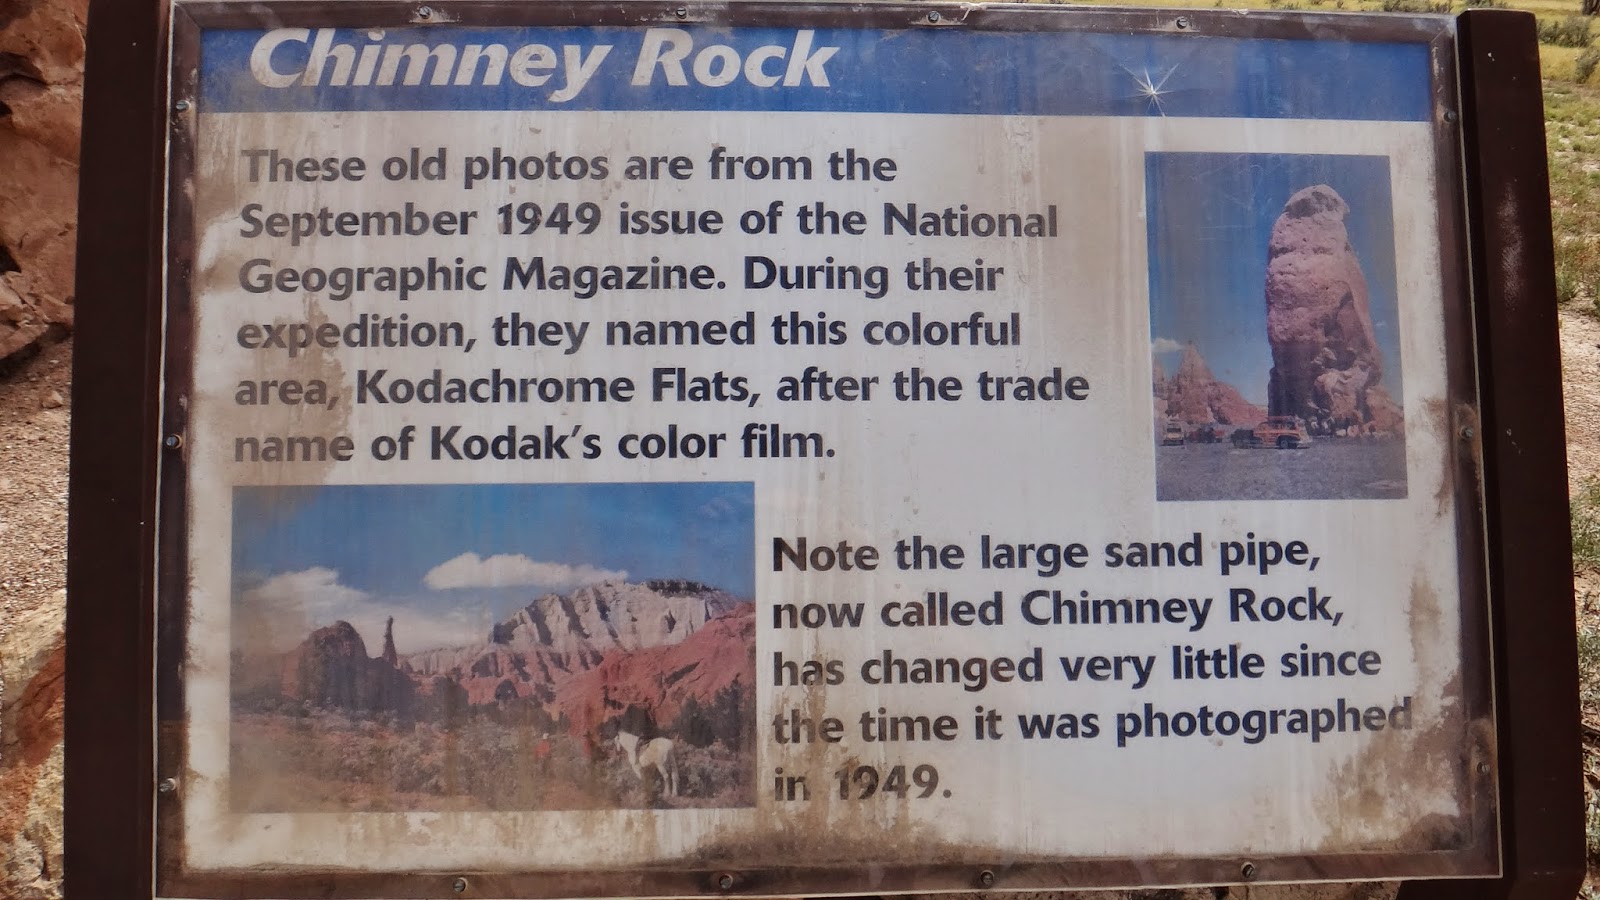 Chimney Rock
These old photos are from the
September 1949 issue of the National
Geographic Magazine. During their
expedition, they named this colorful
area, Kodachrome Flats, after the trade
name of Kodak's color film.
Note the large sand pipe,
now called Chimney Rock,
has changed very little since
the time it was photographed
in 1949.